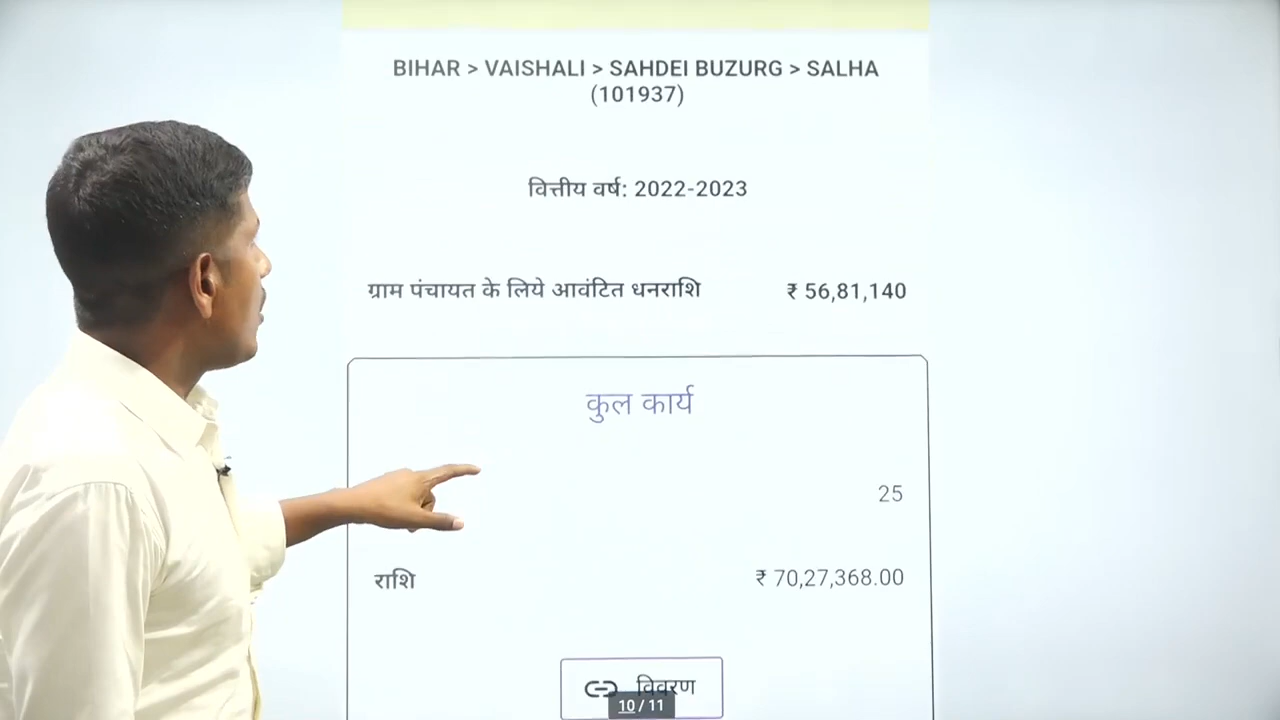 BIHAR > VAISHALI > SAHDEI BUZURG > SALHA
(101937)
वित्तीय वर्ष: 2022-2023
ग्राम पंचायत के लिये आवंटित धनराशि ₹ 56,81,140
कुल कार्य
25
राशि ₹ 70,27,368.00
विवरण
10 / 11